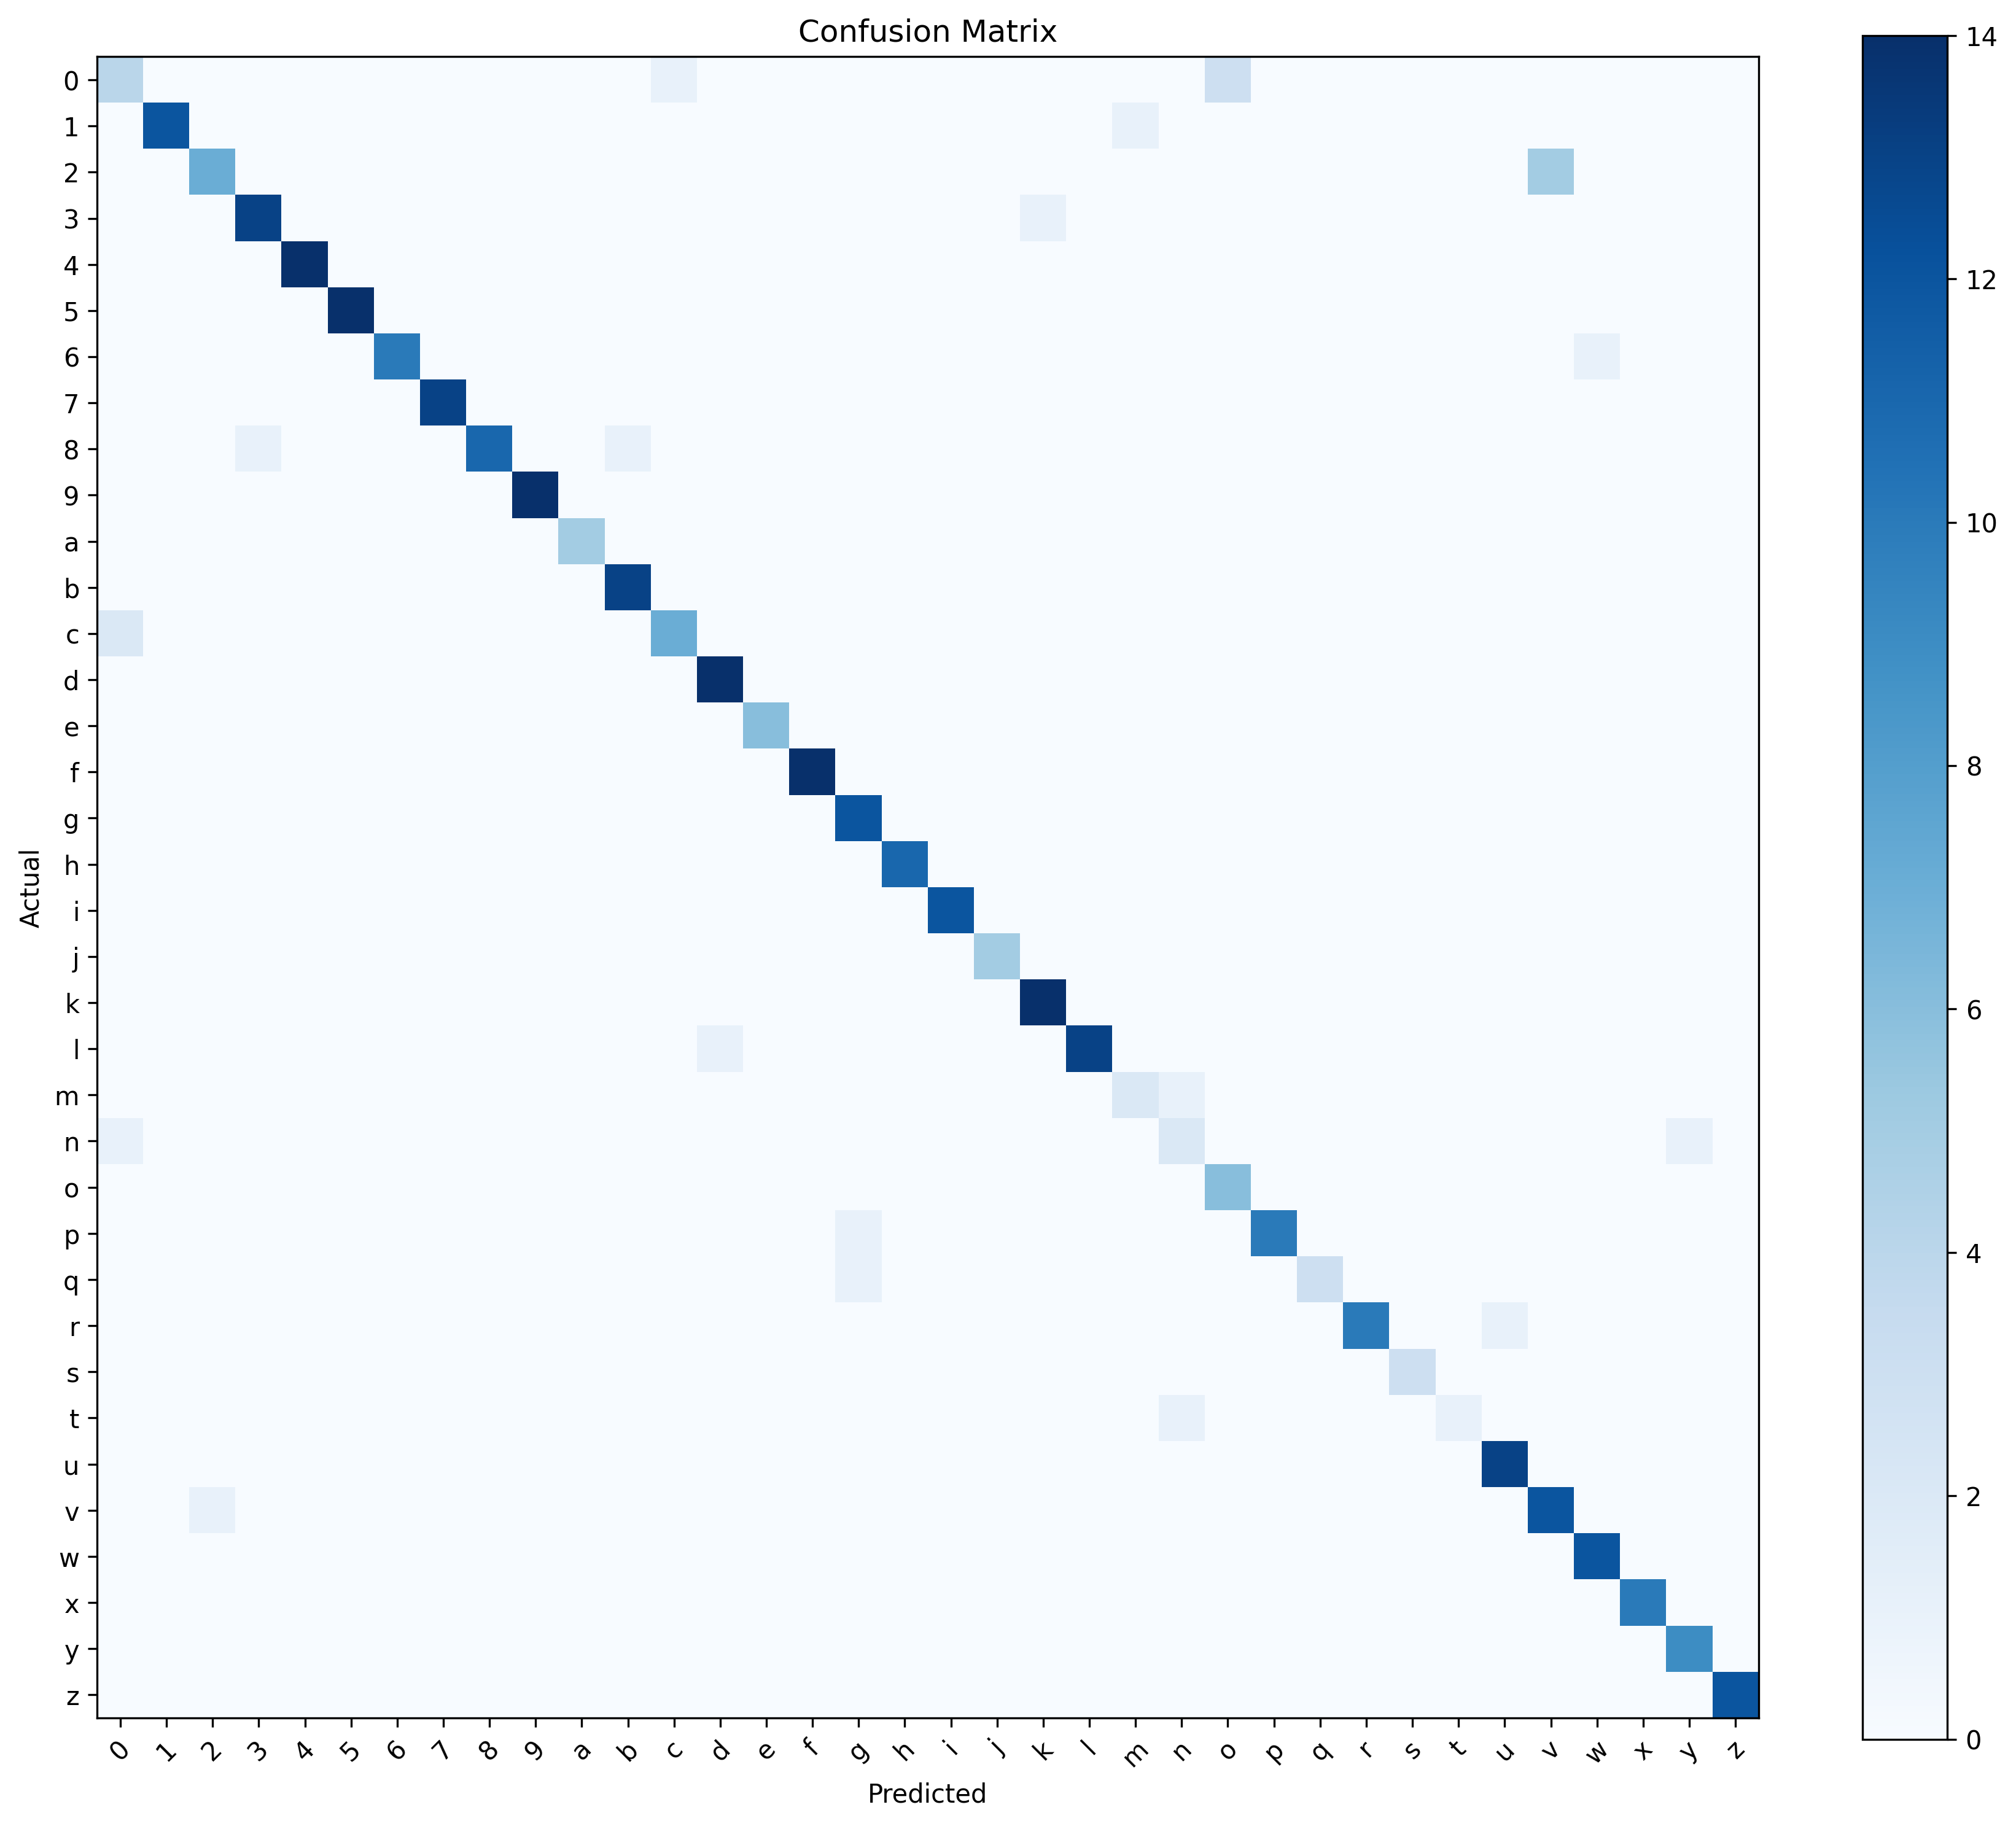 Confusion Matrix
0
1
2
3
4
5
6
7
8
9
a
b
c
d
e
f
g
h
i
j
k
l
m
n
o
p
q
r
s
t
u
v
w
x
y
z
Actual
0 1 2 3 4 5 6 7 8 9 a b c d e f g h i j k l m n o p q r s t u v w x y z
Predicted
14
12
10
8
6
4
2
0